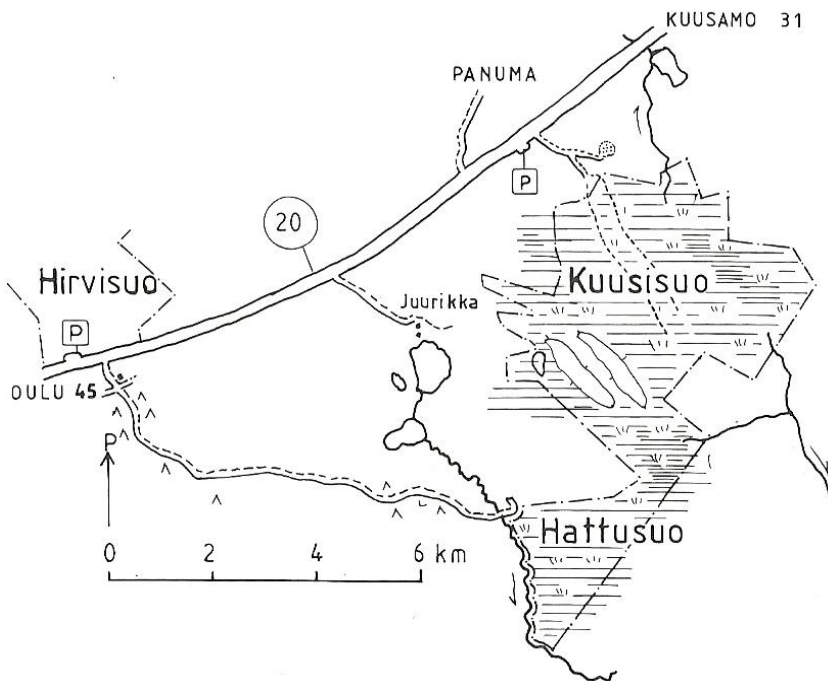 KUUSAMO 31
PANUMA
P
20
Hirvisuo
Kuusisuo
Juurikka
P
OULU 45
P
Hattusuo
0 2 4 6 km